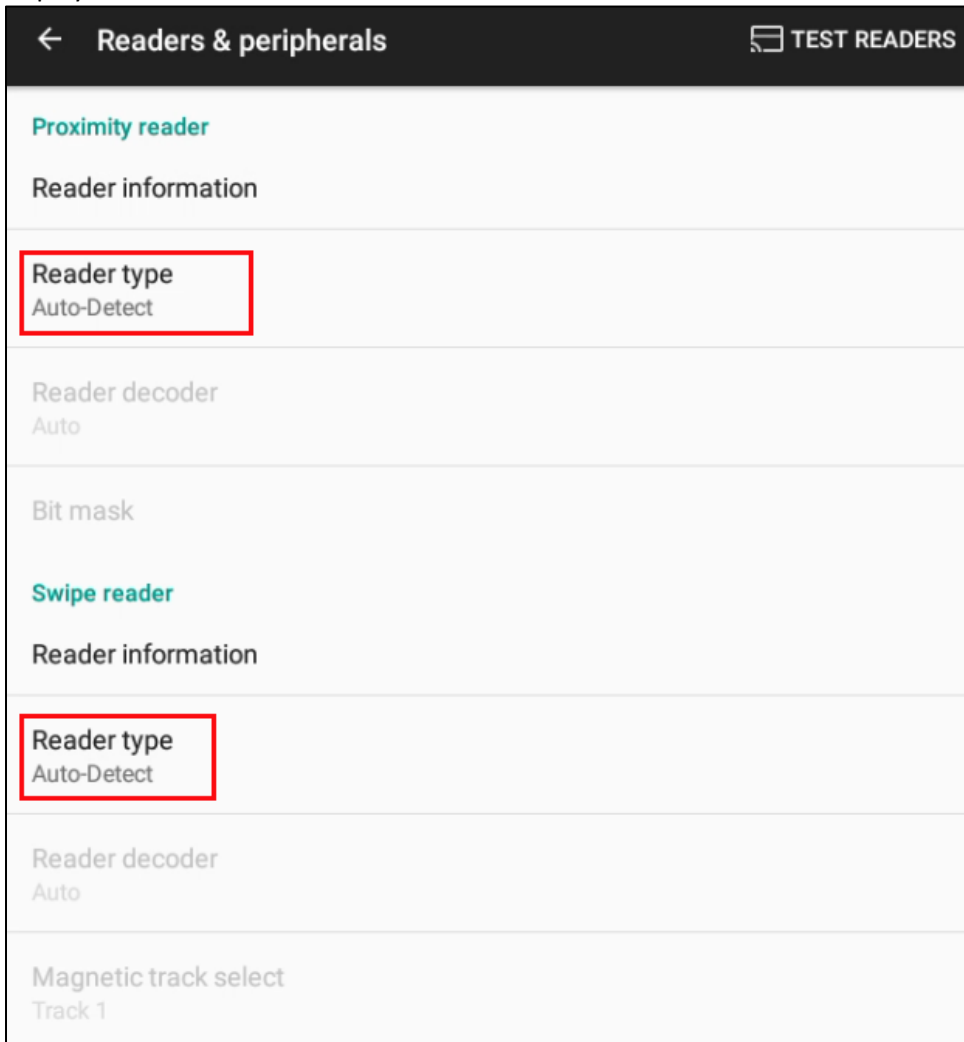 Readers & peripherals
TEST READERS
Proximity reader
Reader information
Reader type
Auto-Detect
Reader decoder
Auto
Bit mask
Swipe reader
Reader information
Reader type
Auto-Detect
Reader decoder
Auto
Magnetic track select
Track 1